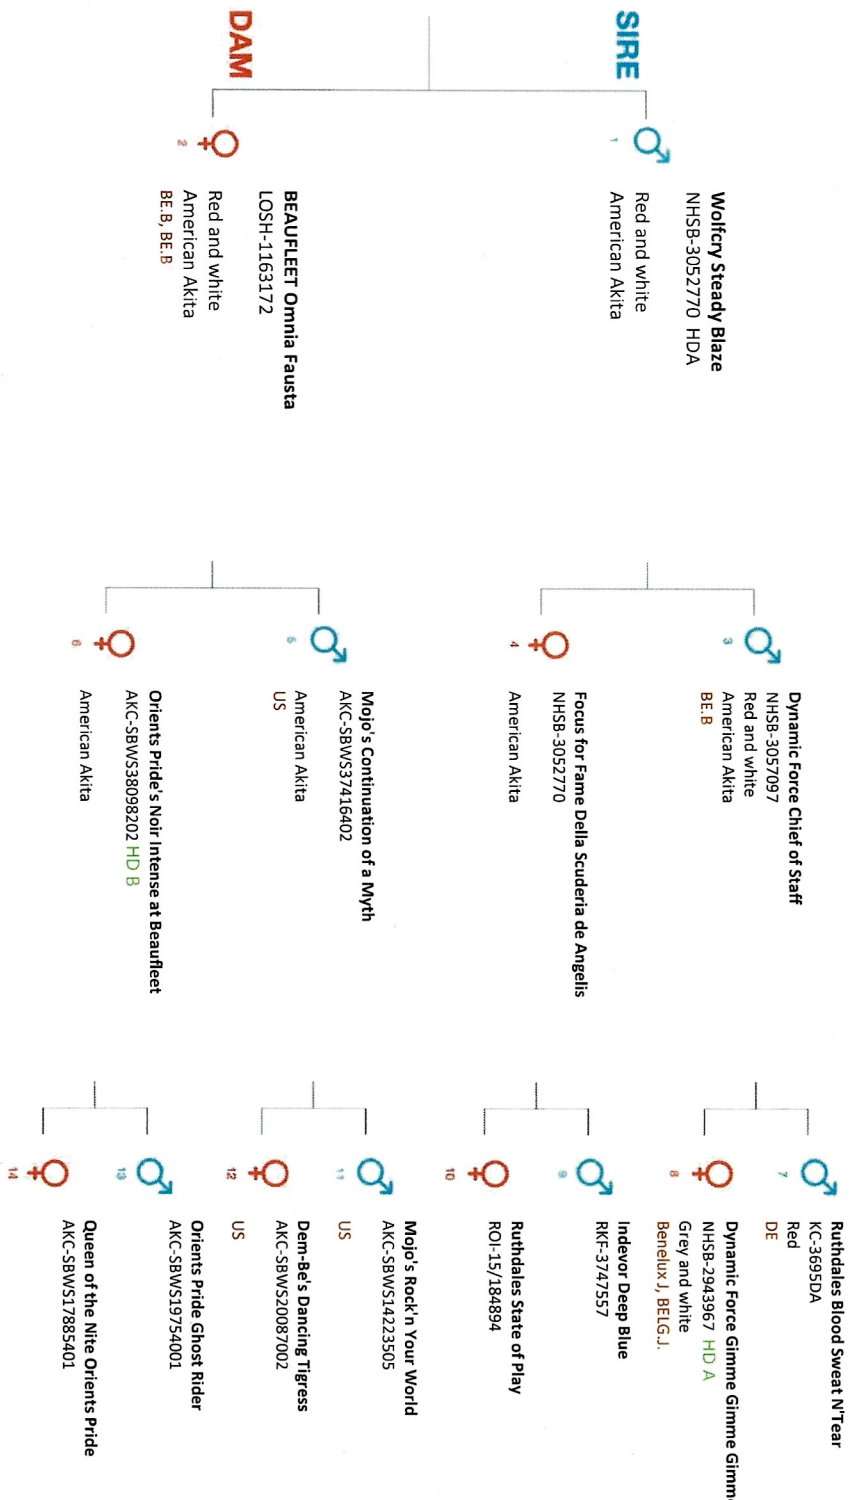 SIRE
1
Wolfcry Steady Blaze
NHSB-3052770 HDA
Red and white
American Akita
DAM
2
BEAUFLEET Omnia Fausta
LOSH-1163172
Red and white
American Akita
BE.B, BE.B
3
Dynamic Force Chief of Staff
NHSB-3057097
Red and white
American Akita
BE.B
4
Focus for Fame Della Scuderia de Angelis
NHSB-3052770
American Akita
5
Mojo's Continuation of a Myth
AKC-SBWS37416402
American Akita
US
6
Orients Pride's Noir Intense at Beaufleet
AKC-SBWS38098202 HD B
American Akita
7
Ruthdales Blood Sweat N'Tear
KC-3695DA
Red
DE
8
Dynamic Force Gimme Gimme Gimm
NHSB-2943967 HD A
Grey and white
Benelux J, BELG.J.
9
Indevor Deep Blue
RKF-3747557
10
Ruthdales State of Play
ROI-15/184894
11
Mojo's Rock'n Your World
AKC-SBWS14223505
US
12
Dem-Be's Dancing Tigress
AKC-SBWS20087002
US
13
Orients Pride Ghost Rider
AKC-SBWS19754001
14
Queen of the Nite Orients Pride
AKC-SBWS17885401